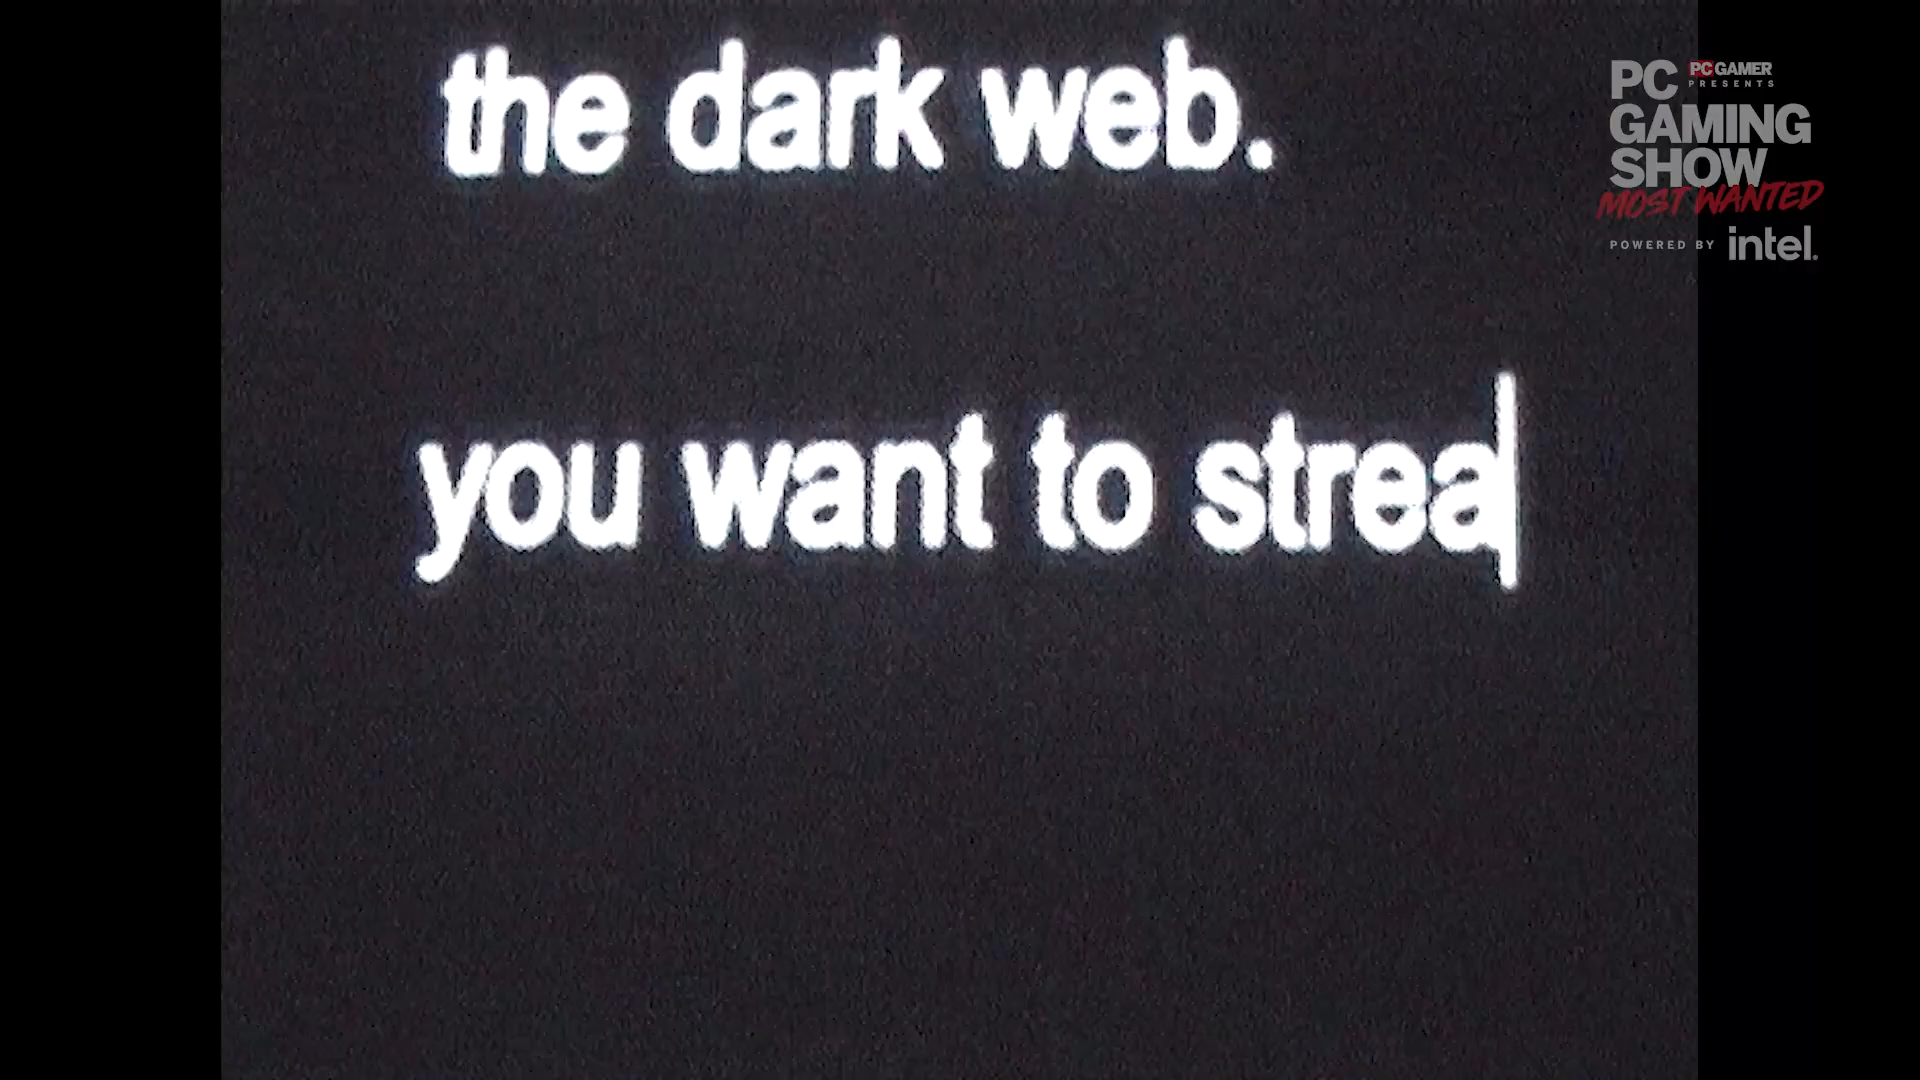 the dark web.
you want to strea
PC
PC GAMER
PRESENTS
GAMING
SHOW
MOST WANTED
POWERED BY intel.